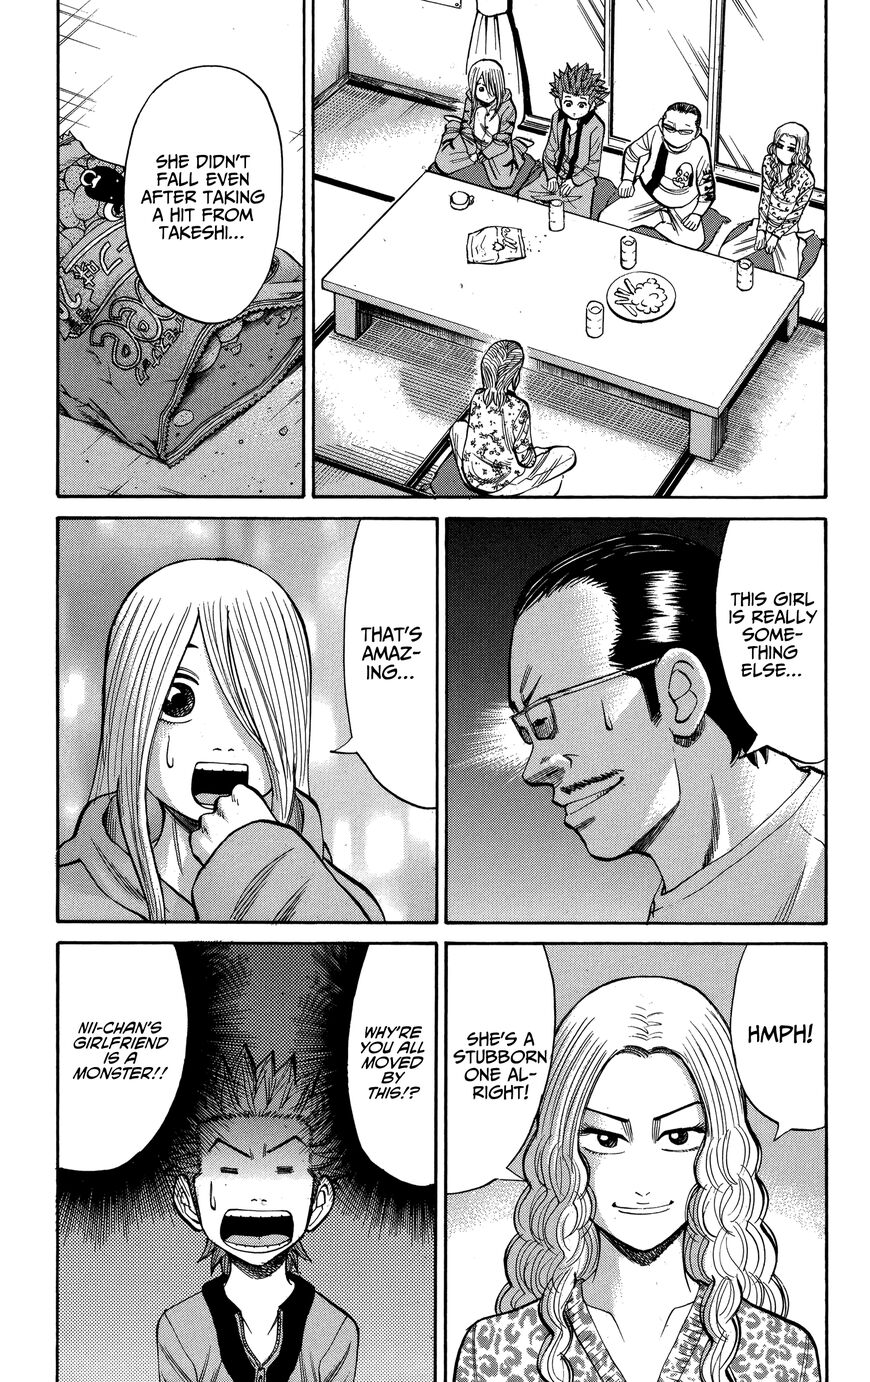 SHE DIDN'T
FALL EVEN
AFTER TAKING
A HIT FROM
TAKESHI...
THIS GIRL
IS REALLY
SOME-
THING
ELSE...
THAT'S
AMAZ-
ING...
HMPH!
SHE'S A
STUBBORN
ONE AL-
RIGHT!
WHY'RE
YOU ALL
MOVED
BY
THIS!?
NII-CHAN'S
GIRLFRIEND
IS A
MONSTER!!